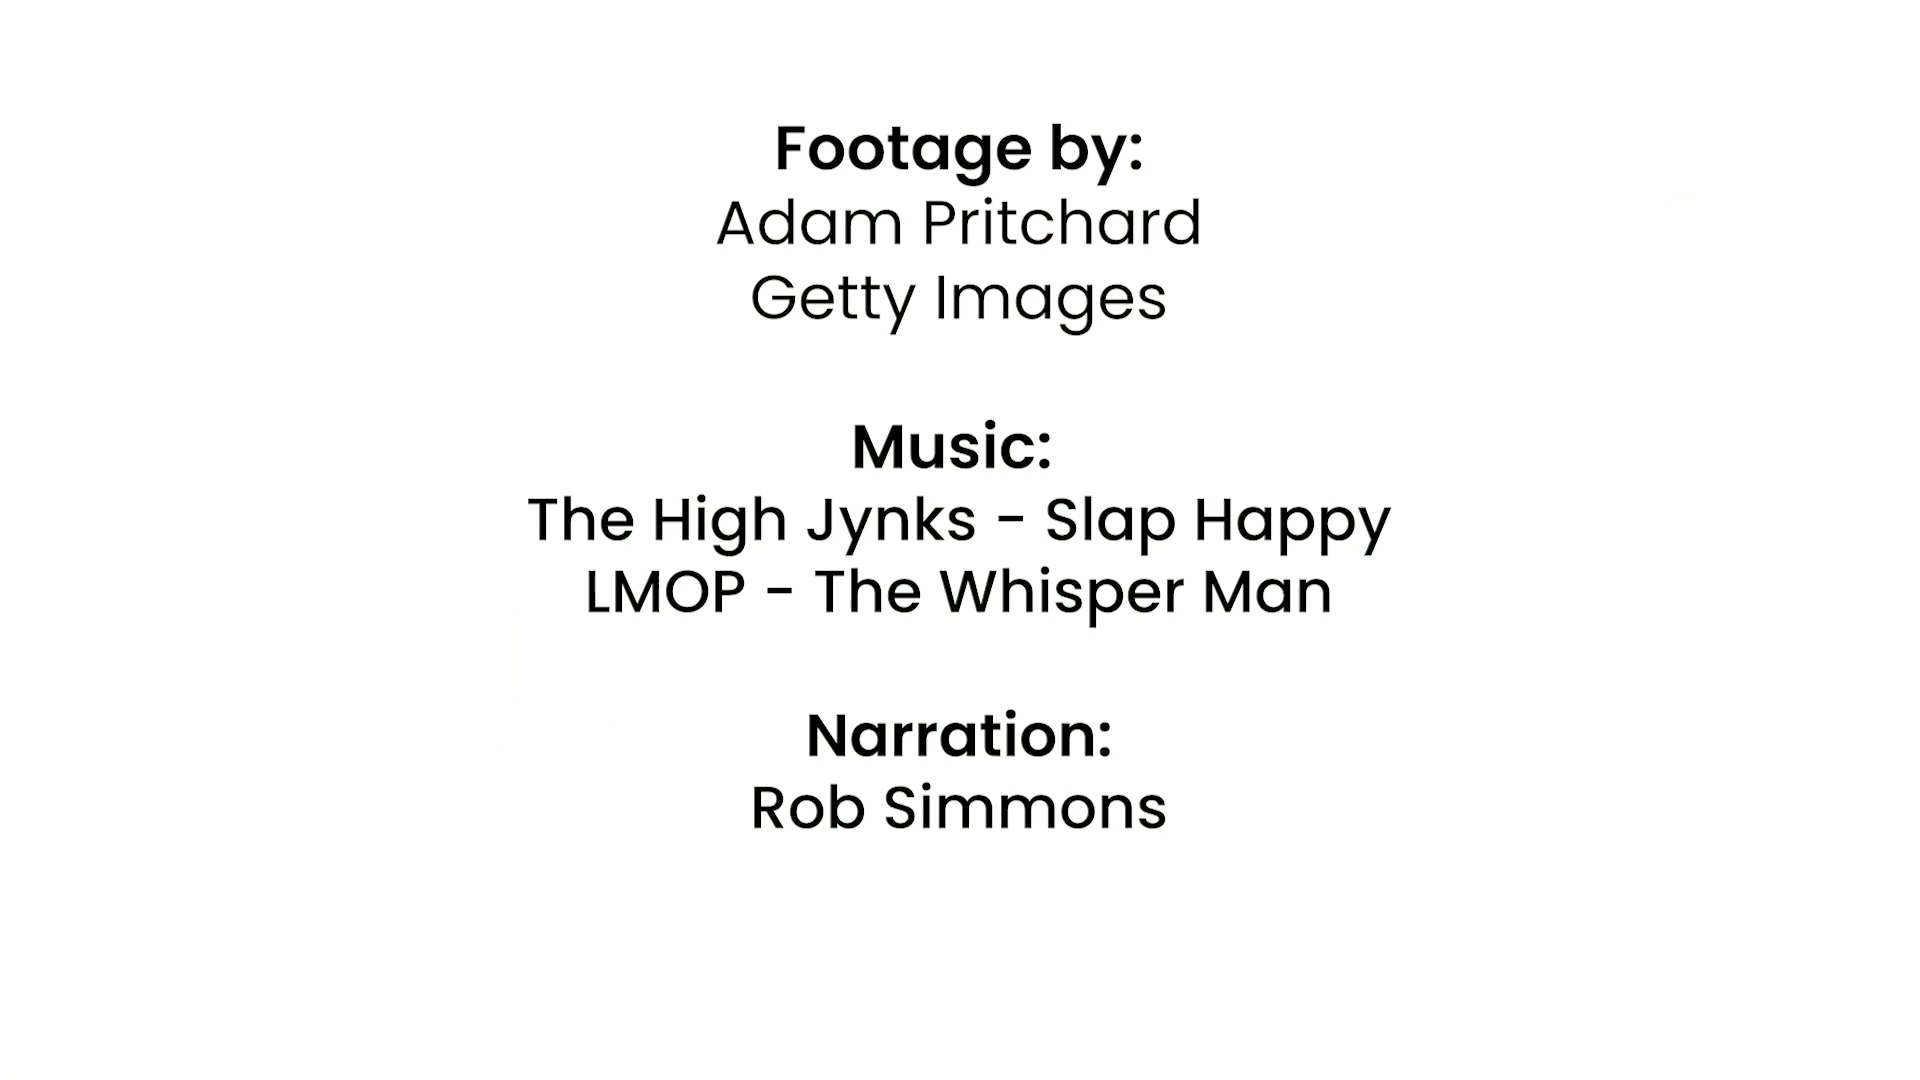 Footage by:
Adam Pritchard
Getty Images
Music:
The High Jynks - Slap Happy
LMOP - The Whisper Man
Narration:
Rob Simmons